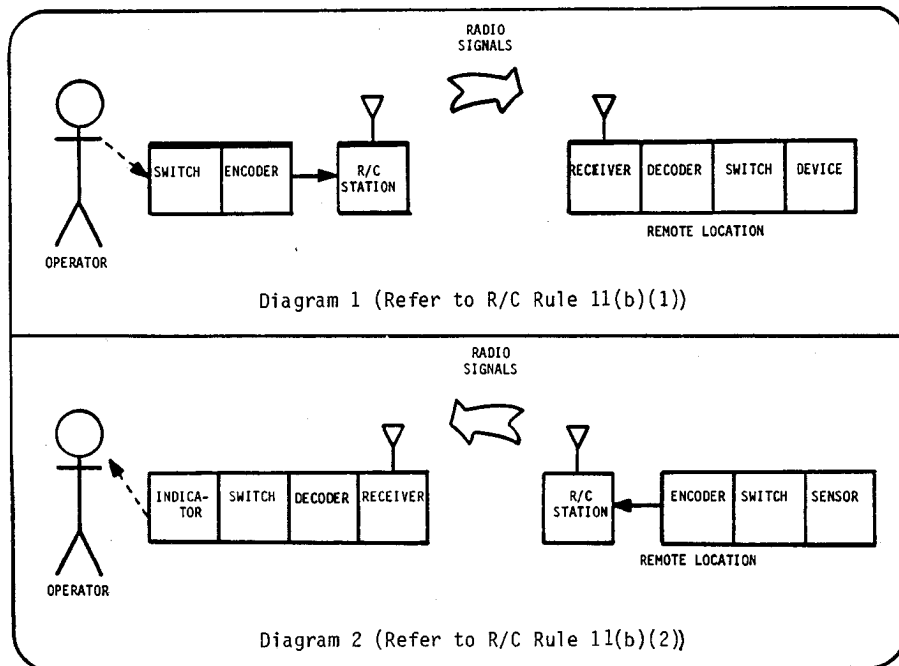 RADIO
SIGNALS
SWITCH ENCODER
R/C
STATION
RECEIVER DECODER SWITCH DEVICE
REMOTE LOCATION
OPERATOR
Diagram 1 (Refer to R/C Rule 11(b)(1))
RADIO
SIGNALS
INDICA-
TOR
SWITCH DECODER RECEIVER
R/C
STATION
ENCODER SWITCH SENSOR
REMOTE LOCATION
OPERATOR
Diagram 2 (Refer to R/C Rule 11(b)(2))